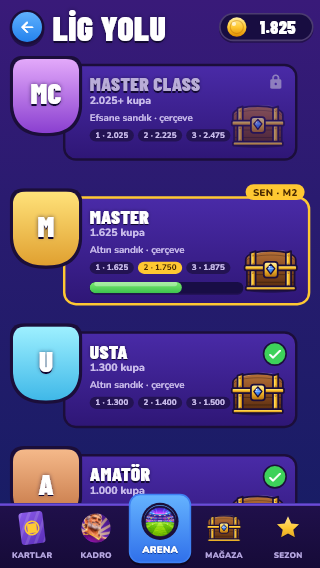 LİG YOLU
1.825
MC
MASTER CLASS
2.025+ kupa
Efsane sandık · çerçeve
1 · 2.025 2 · 2.225 3 · 2.475
SEN · M2
M
MASTER
1.625 kupa
Altın sandık · çerçeve
1 · 1.625 2 · 1.750 3 · 1.875
U
USTA
1.300 kupa
Altın sandık · çerçeve
1 · 1.300 2 · 1.400 3 · 1.500
A
AMATÖR
1.000 kupa
KARTLAR
KADRO
ARENA
MAĞAZA
SEZON